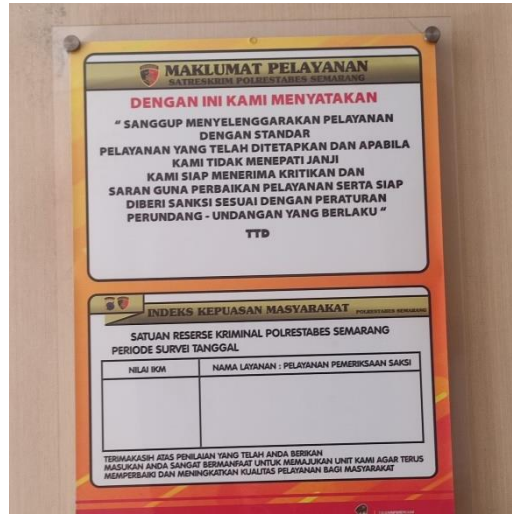 MAKLUMAT PELAYANAN
SATRESKRIM POLRESTABES SEMARANG
DENGAN INI KAMI MENYATAKAN
“ SANGGUP MENYELENGGARAKAN PELAYANAN
DENGAN STANDAR
PELAYANAN YANG TELAH DITETAPKAN DAN APABILA
KAMI TIDAK MENEPATI JANJI
KAMI SIAP MENERIMA KRITIKAN DAN
SARAN GUNA PERBAIKAN PELAYANAN SERTA SIAP
DIBERI SANKSI SESUAI DENGAN PERATURAN
PERUNDANG - UNDANGAN YANG BERLAKU “
TTD
INDEKS KEPUASAN MASYARAKAT POLRESTABES SEMARANG
SATUAN RESERSE KRIMINAL POLRESTABES SEMARANG
PERIODE SURVEI TANGGAL
NILAI IKM
NAMA LAYANAN : PELAYANAN PEMERIKSAAN SAKSI
TERIMAKASIH ATAS PENILAIAN YANG TELAH ANDA BERIKAN
MASUKAN ANDA SANGAT BERMANFAAT UNTUK MEMAJUKAN UNIT KAMI AGAR TERUS
MEMPERBAIKI DAN MENINGKATKAN KUALITAS PELAYANAN BAGI MASYARAKAT